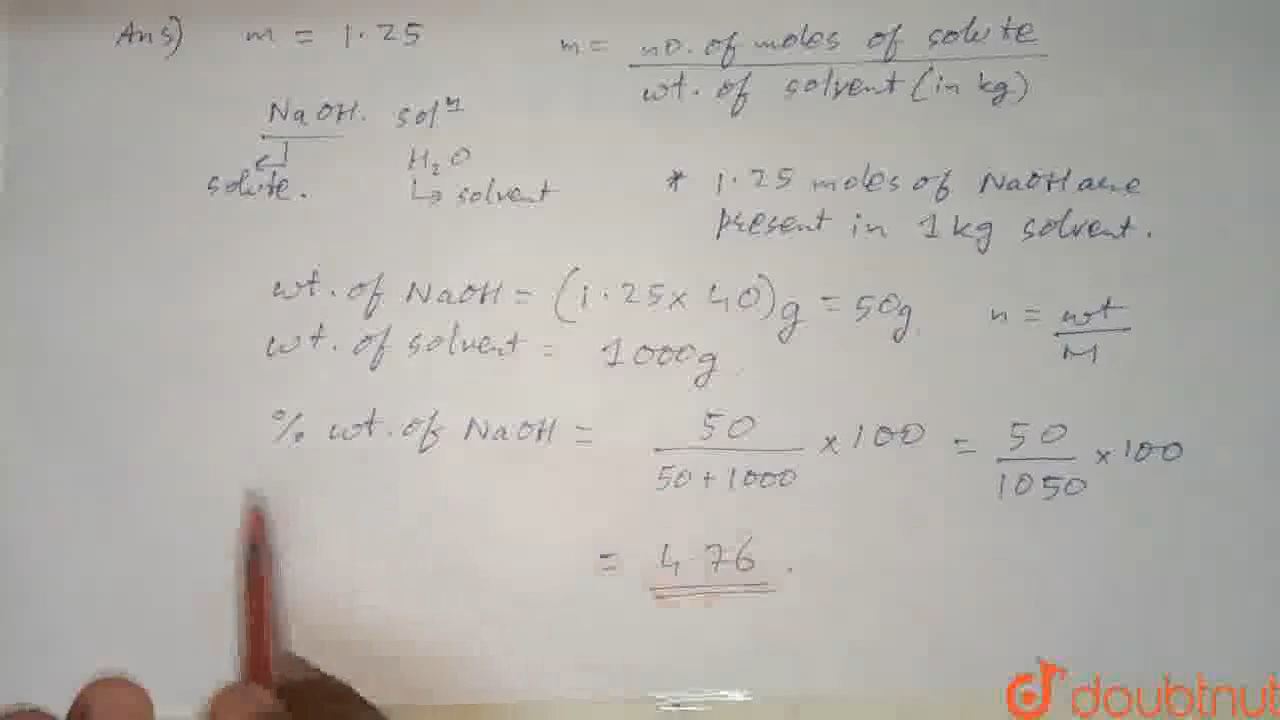 Ans) m = 1.25
m = no. of moles of solute / wt. of solvent (in kg)
NaOH. solⁿ
solute.
H₂O
↳ solvent
* 1.25 moles of NaOH are
present in 1 kg solvent.
wt. of NaOH = (1.25 × 40)g = 50g
n = wt / M
wt. of solvent = 1000g
% wt. of NaOH = 50 / 50 + 1000 × 100 = 50 / 1050 × 100
= 4.76.
doubtnut